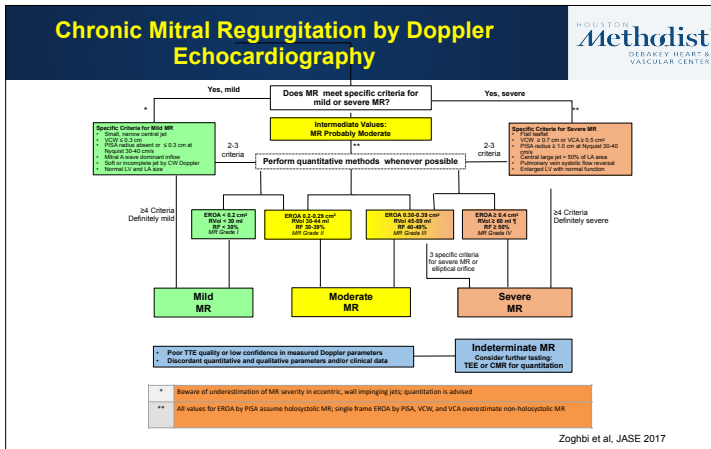 Chronic Mitral Regurgitation by Doppler
Echocardiography
HOUSTON
Methodist
DEBAKEY HEART &
VASCULAR CENTER
Yes, mild
Does MR meet specific criteria for
mild or severe MR?
Yes, severe
*
**
Specific Criteria for Mild MR
• Small, narrow central jet
• VCW ≤ 0.3 cm
• PISA radius absent or ≤ 0.3 cm at
Nyquist 30-40 cm/s
• Mitral A wave dominant inflow
• Soft or incomplete jet by CW Doppler
• Normal LV and LA size
Intermediate Values:
MR Probably Moderate
**
Specific Criteria for Severe MR
• Flail leaflet
• VCW ≥ 0.7 cm or VCA ≥ 0.5 cm²
• PISA radius ≥ 1.0 cm at Nyquist 30-40
cm/s
• Central large jet > 50% of LA area
• Pulmonary vein systolic flow reversal
• Enlarged LV with normal function
2-3
criteria
Perform quantitative methods whenever possible
2-3
criteria
≥4 Criteria
Definitely mild
EROA < 0.2 cm²
RVol < 30 ml
RF < 30%
MR Grade I
EROA 0.2-0.29 cm²
RVol 30-44 ml
RF 30-39%
MR Grade II
EROA 0.30-0.39 cm²
RVol 45-59 ml
RF 40-49%
MR Grade III
EROA ≥ 0.4 cm²
RVol ≥ 60 ml ¶
RF ≥ 50%
MR Grade IV
≥4 Criteria
Definitely severe
3 specific criteria
for severe MR or
elliptical orifice
Mild
MR
Moderate
MR
Severe
MR
• Poor TTE quality or low confidence in measured Doppler parameters
• Discordant quantitative and qualitative parameters and/or clinical data
Indeterminate MR
Consider further testing:
TEE or CMR for quantitation
* Beware of underestimation of MR severity in eccentric, wall impinging jets; quantitation is advised
** All values for EROA by PISA assume holosystolic MR; single frame EROA by PISA, VCW, and VCA overestimate non-holosystolic MR
Zoghbi et al, JASE 2017